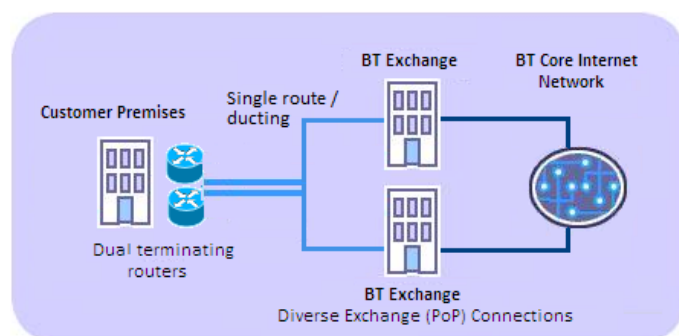 BT Exchange
BT Core Internet
Network
Single route /
ducting
Customer Premises
Dual terminating
routers
BT Exchange
Diverse Exchange (PoP) Connections